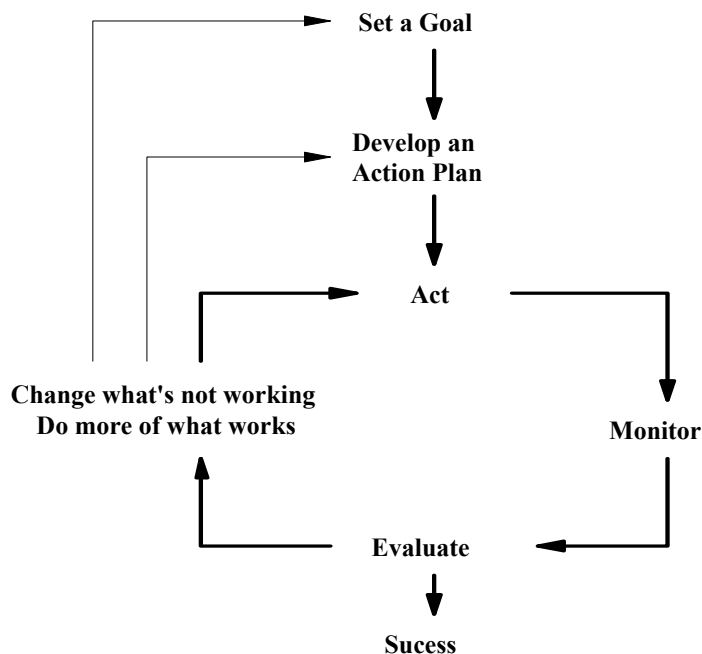 Set a Goal
Develop an
Action Plan
Act
Change what's not working
Do more of what works
Monitor
Evaluate
Sucess